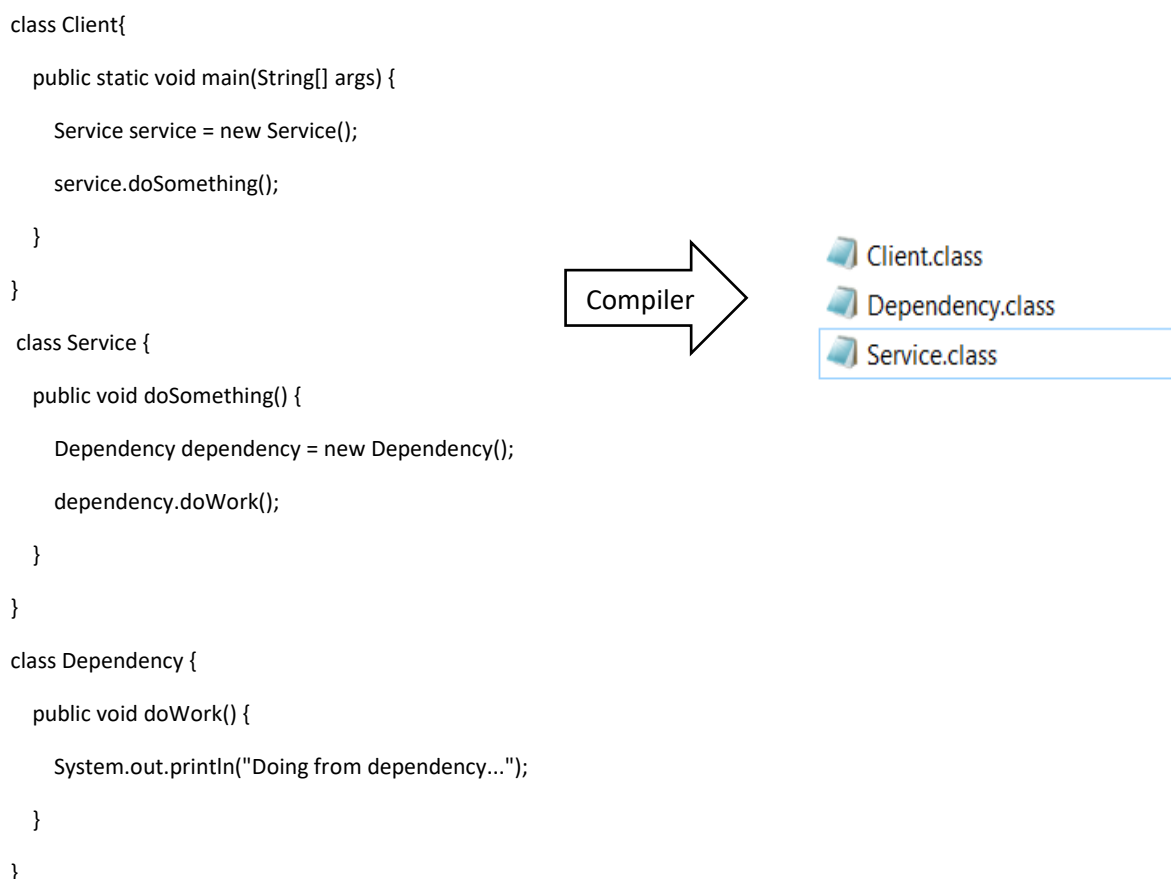 class Client{
public static void main(String[] args) {
Service service = new Service();
service.doSomething();
}
}
class Service {
public void doSomething() {
Dependency dependency = new Dependency();
dependency.doWork();
}
}
class Dependency {
public void doWork() {
System.out.println("Doing from dependency...");
}
}
Compiler
Client.class
Dependency.class
Service.class